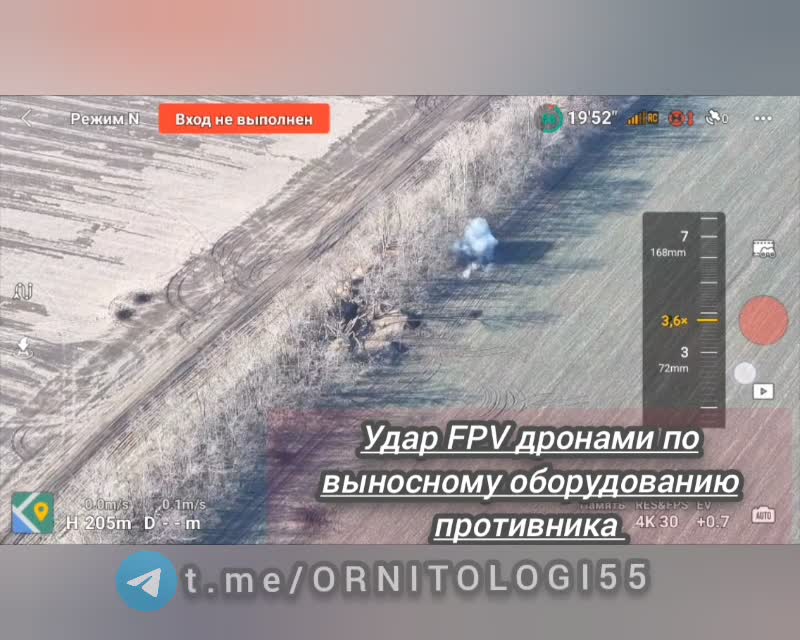 Режим N
Вход не выполнен
19'52"
RC
0
7
168mm
3,6×
3
72mm
Удар FPV дронами по
выносному оборудованию
противника
0.0m/s
0.1m/s
H 205m D - - m
Память RES&FPS EV
4K 30 +0.7
AUTO
t.me/ORNITOLOGI55